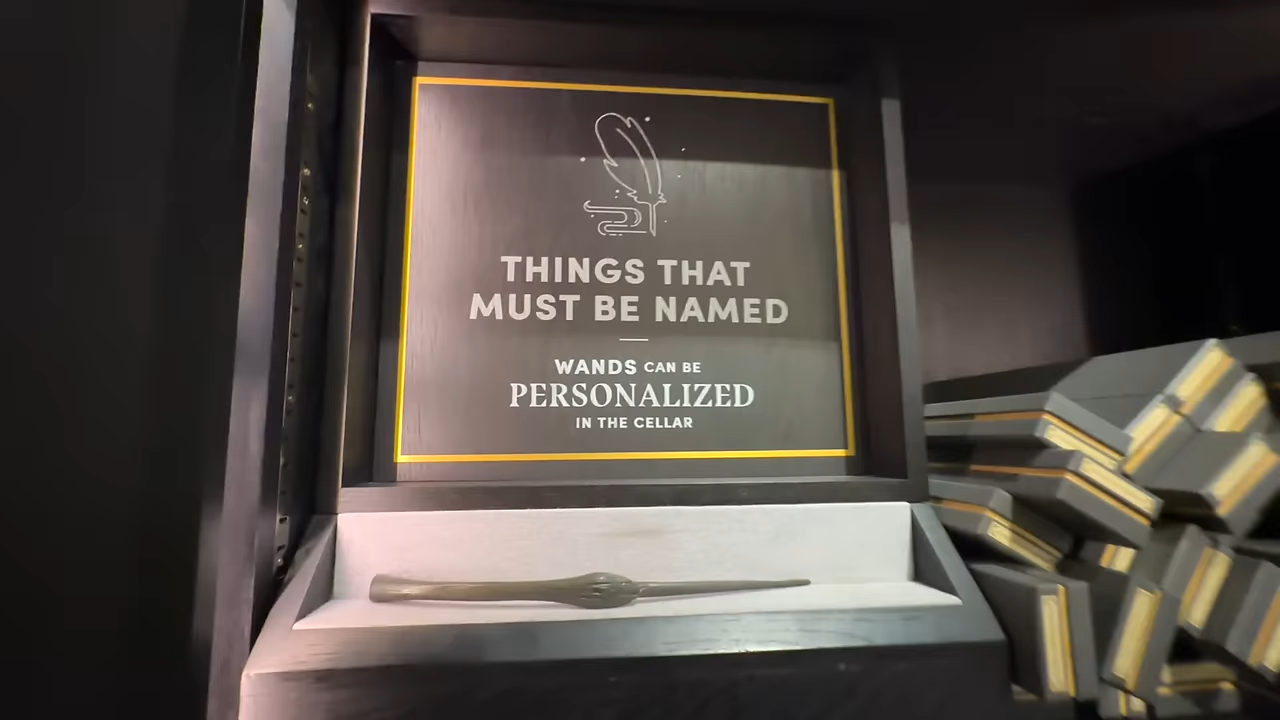 THINGS THAT
MUST BE NAMED
WANDS CAN BE
PERSONALIZED
IN THE CELLAR